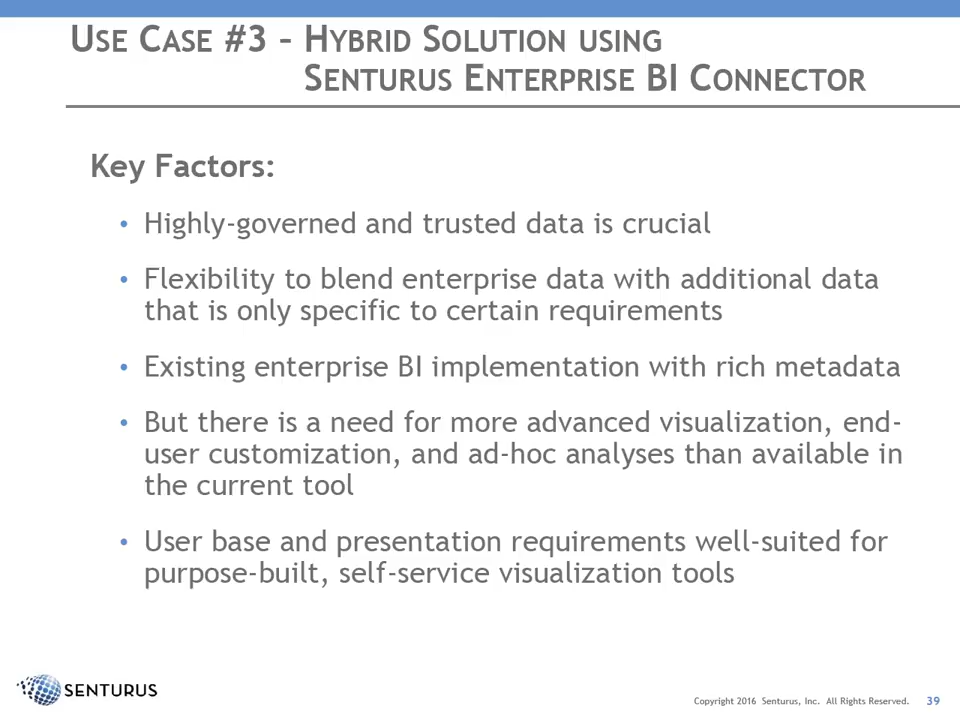 USE CASE #3 – HYBRID SOLUTION USING
SENTURUS ENTERPRISE BI CONNECTOR
Key Factors:
• Highly-governed and trusted data is crucial
• Flexibility to blend enterprise data with additional data
that is only specific to certain requirements
• Existing enterprise BI implementation with rich metadata
• But there is a need for more advanced visualization, end-
user customization, and ad-hoc analyses than available in
the current tool
• User base and presentation requirements well-suited for
purpose-built, self-service visualization tools
SENTURUS
Copyright 2016 Senturus, Inc. All Rights Reserved. 39